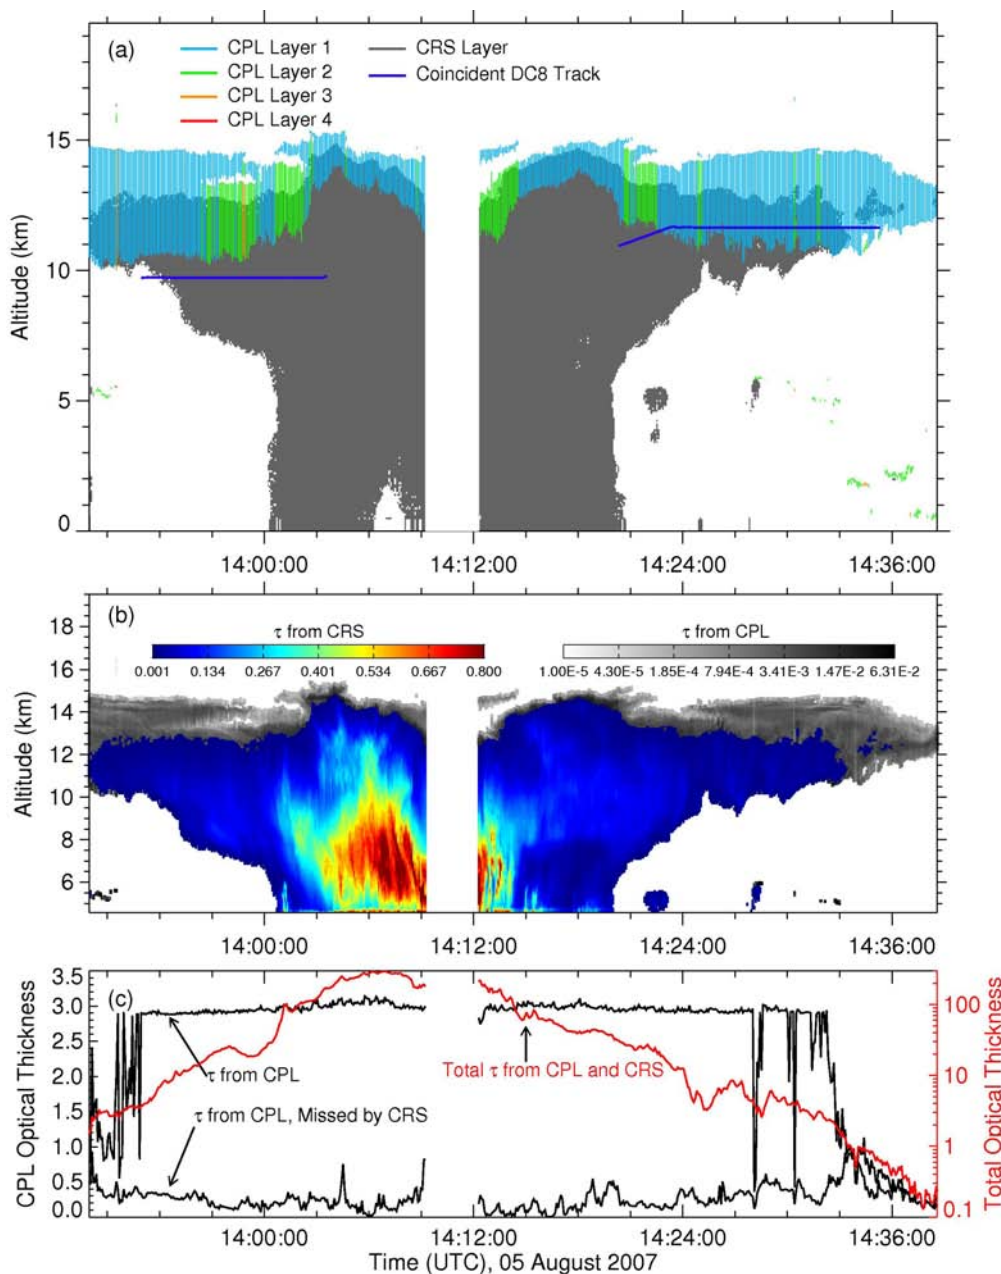 (a)
CPL Layer 1
CPL Layer 2
CPL Layer 3
CPL Layer 4
CRS Layer
Coincident DC8 Track
Altitude (km)
15
10
5
0
14:00:00 14:12:00 14:24:00 14:36:00
(b)
τ from CRS
0.001 0.134 0.267 0.401 0.534 0.667 0.800
τ from CPL
1.00E-5 4.30E-5 1.85E-4 7.94E-4 3.41E-3 1.47E-2 6.31E-2
Altitude (km)
18
16
14
12
10
8
6
14:00:00 14:12:00 14:24:00 14:36:00
(c)
CPL Optical Thickness
3.5
3.0
2.5
2.0
1.5
1.0
0.5
0.0
τ from CPL
τ from CPL, Missed by CRS
Total τ from CPL and CRS
100
10
1
0.1
Total Optical Thickness
14:00:00 14:12:00 14:24:00 14:36:00
Time (UTC), 05 August 2007